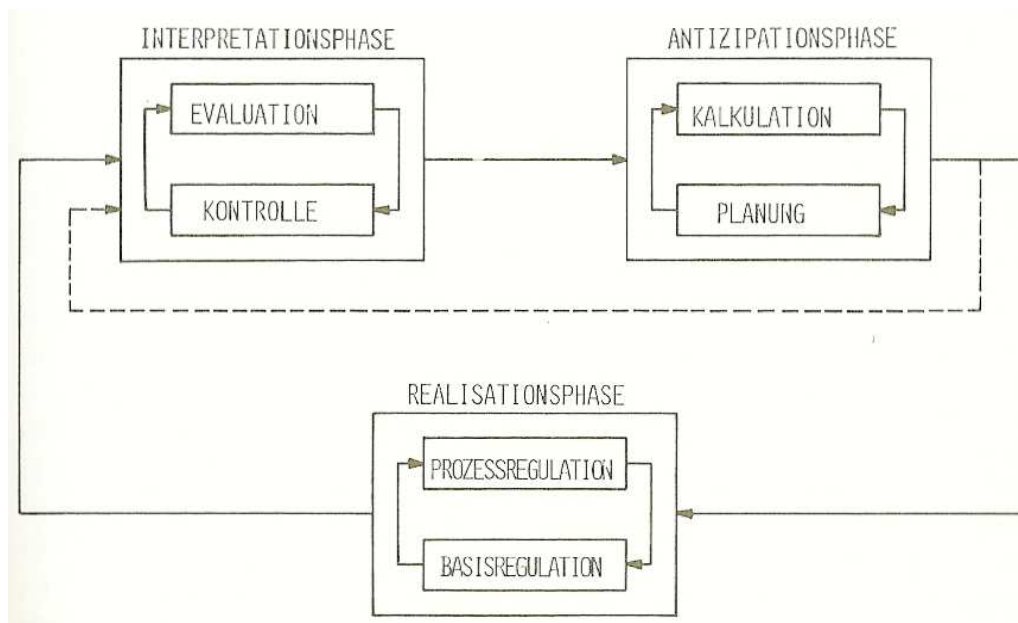 INTERPRETATIONSPHASE
ANTIZIPATIONSPHASE
EVALUATION
KALKULATION
KONTROLLE
PLANUNG
REALISATIONSPHASE
PROZESSREGULATION
BASISREGULATION